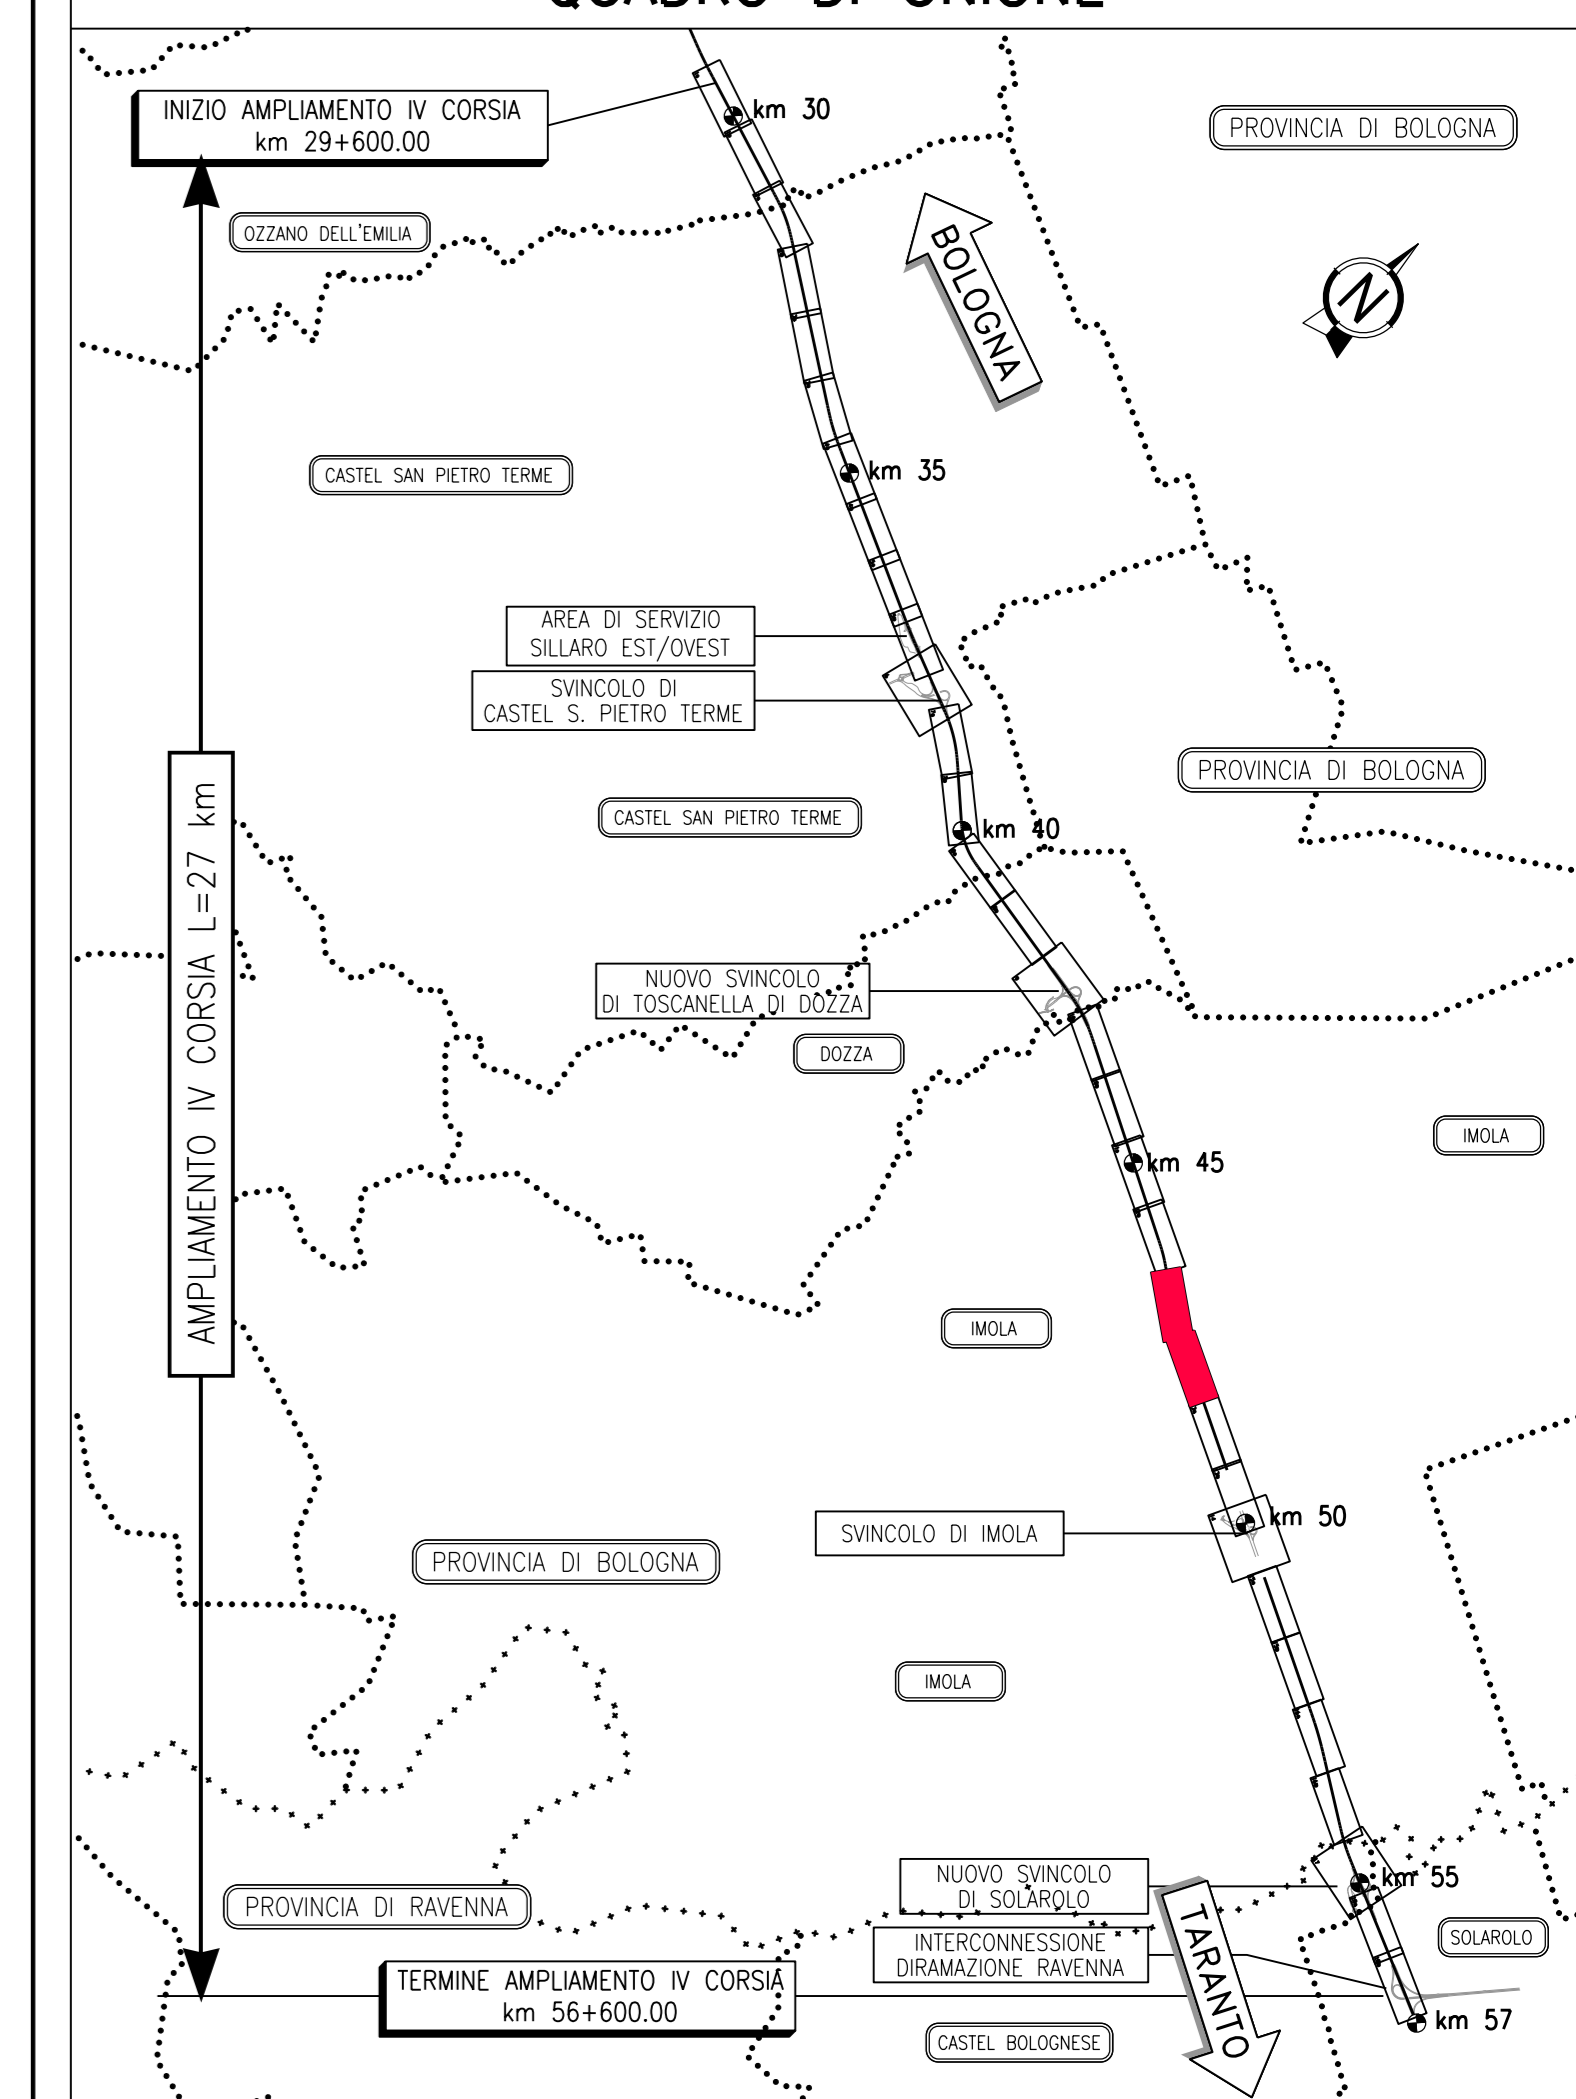 QUADRO DI UNIONE
INIZIO AMPLIAMENTO IV CORSIA
km 29+600.00
km 30
PROVINCIA DI BOLOGNA
OZZANO DELL'EMILIA
BOLOGNA
N
CASTEL SAN PIETRO TERME
km 35
AREA DI SERVIZIO
SILLARO EST/OVEST
SVINCOLO DI
CASTEL S. PIETRO TERME
PROVINCIA DI BOLOGNA
CASTEL SAN PIETRO TERME
km 40
AMPLIAMENTO IV CORSIA L=27 km
NUOVO SVINCOLO
DI TOSCANELLA DI DOZZA
DOZZA
IMOLA
km 45
IMOLA
SVINCOLO DI IMOLA
km 50
PROVINCIA DI BOLOGNA
IMOLA
NUOVO SVINCOLO
DI SOLAROLO
km 55
PROVINCIA DI RAVENNA
TARANTO
SOLAROLO
INTERCONNESSIONE
DIRAMAZIONE RAVENNA
TERMINE AMPLIAMENTO IV CORSIA
km 56+600.00
km 57
CASTEL BOLOGNESE